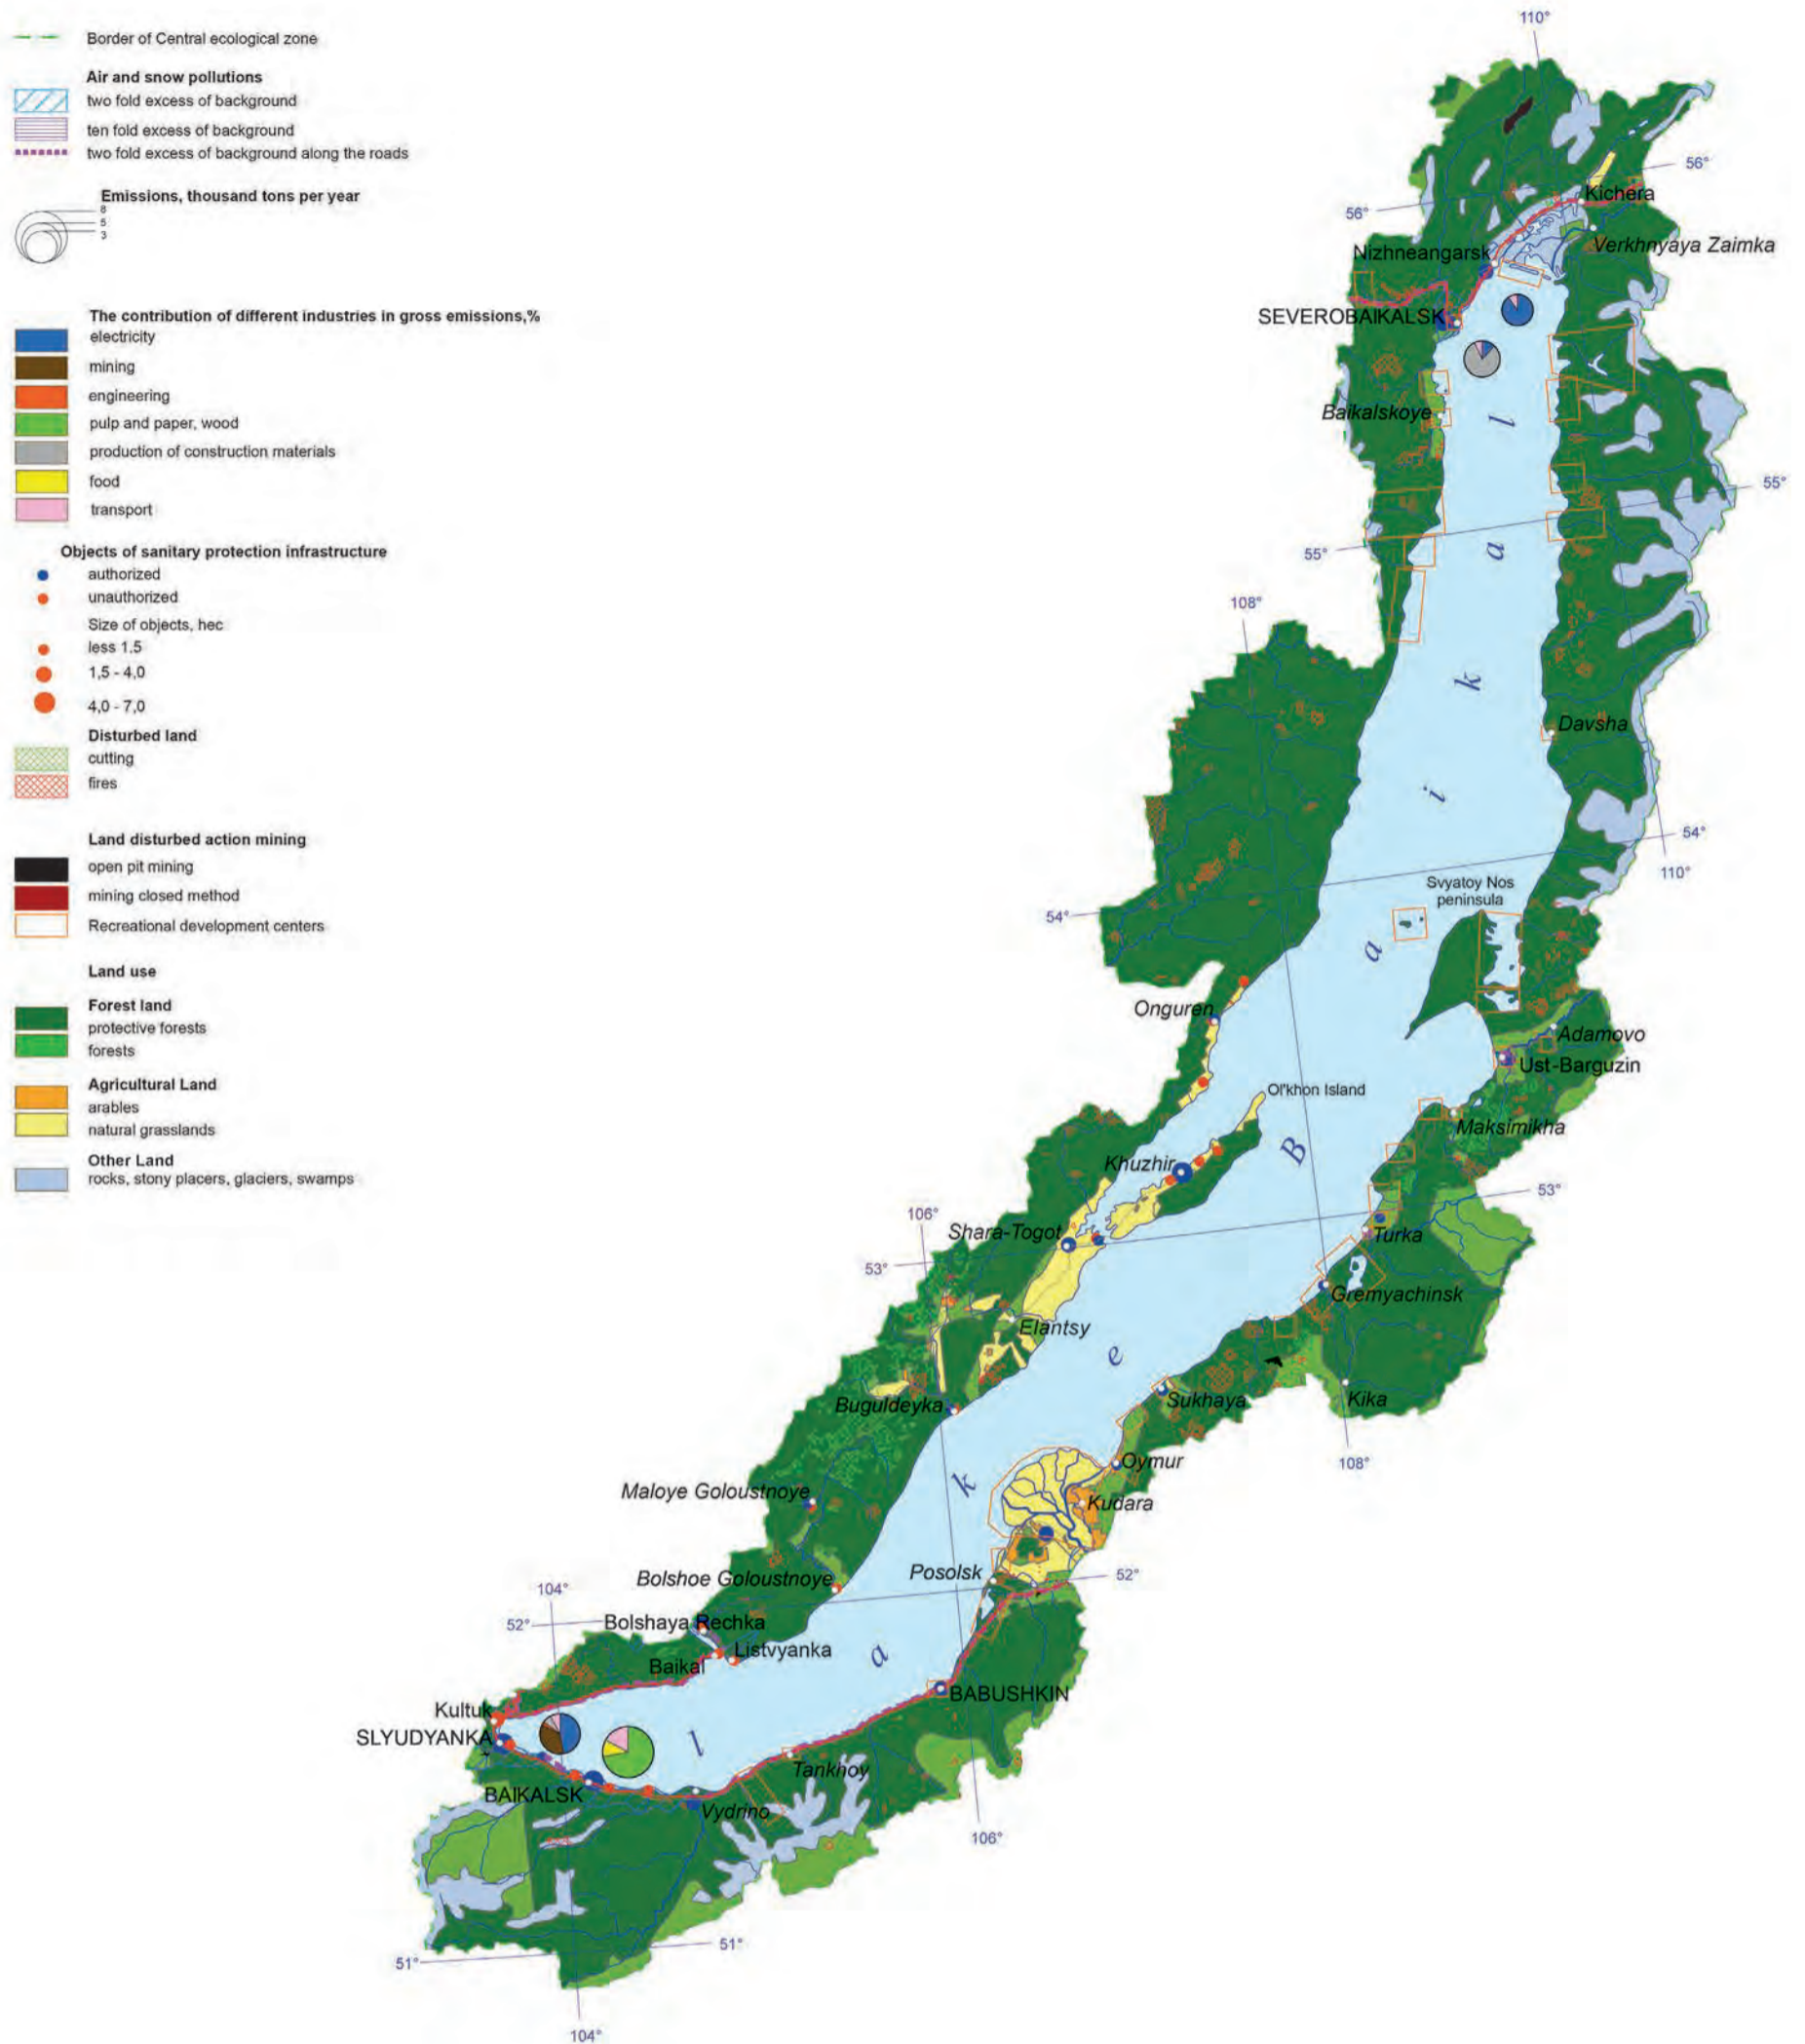 Border of Central ecological zone
Air and snow pollutions
two fold excess of background
ten fold excess of background
two fold excess of background along the roads
Emissions, thousand tons per year
8
5
3
The contribution of different industries in gross emissions,%
electricity
mining
engineering
pulp and paper, wood
production of construction materials
food
transport
Objects of sanitary protection infrastructure
authorized
unauthorized
Size of objects, hec
less 1.5
1,5 - 4,0
4,0 - 7,0
Disturbed land
cutting
fires
Land disturbed action mining
open pit mining
mining closed method
Recreational development centers
Land use
Forest land
protective forests
forests
Agricultural Land
arables
natural grasslands
Other Land
rocks, stony placers, glaciers, swamps
110°
56°
Kichera
56°
Verkhnyaya Zaimka
Nizhneangarsk
SEVEROBAIKALSK
Baikalskoye
55°
55°
108°
Davsha
54°
110°
Svyatoy Nos
peninsula
54°
Onguren
Adamovo
Ust-Barguzin
Ol'khon Island
Maksimikha
Khuzhir
53°
106°
Shara-Togot
Turka
53°
Gremyachinsk
Elantsy
Buguldeyka
Sukhaya
Kika
Oymur
108°
Maloye Goloustnoye
Kudara
Posolsk
52°
Bolshoe Goloustnoye
104°
52°
Bolshaya Rechka
Listvyanka
Baikal
BABUSHKIN
Kultuk
SLYUDYANKA
Tankhoy
BAIKALSK
Vydrino
106°
51°
51°
104°
l a k e B a i k a l